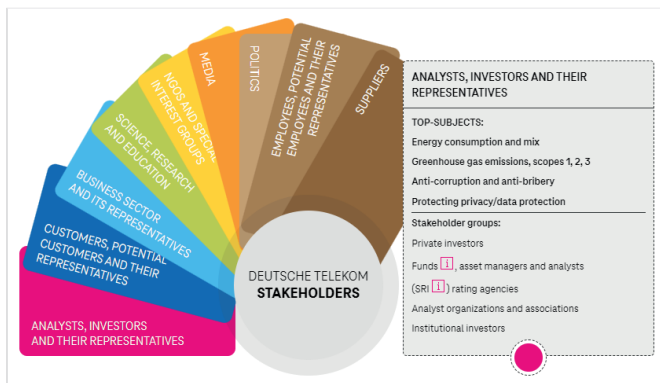 MEDIA
POLITICS
EMPLOYEES, POTENTIAL
EMPLOYEES AND THEIR
REPRESENTATIVES
SUPPLIERS
NGOS AND SPECIAL
INTEREST GROUPS
SCIENCE, RESEARCH
AND EDUCATION
BUSINESS SECTOR
AND ITS REPRESENTATIVES
CUSTOMERS, POTENTIAL
CUSTOMERS AND THEIR
REPRESENTATIVES
ANALYSTS, INVESTORS
AND THEIR REPRESENTATIVES
DEUTSCHE TELEKOM
STAKEHOLDERS
ANALYSTS, INVESTORS AND THEIR
REPRESENTATIVES
TOP-SUBJECTS:
Energy consumption and mix
Greenhouse gas emissions, scopes 1, 2, 3
Anti-corruption and anti-bribery
Protecting privacy/data protection
Stakeholder groups:
Private investors
Funds i, asset managers and analysts
(SRI i) rating agencies
Analyst organizations and associations
Institutional investors